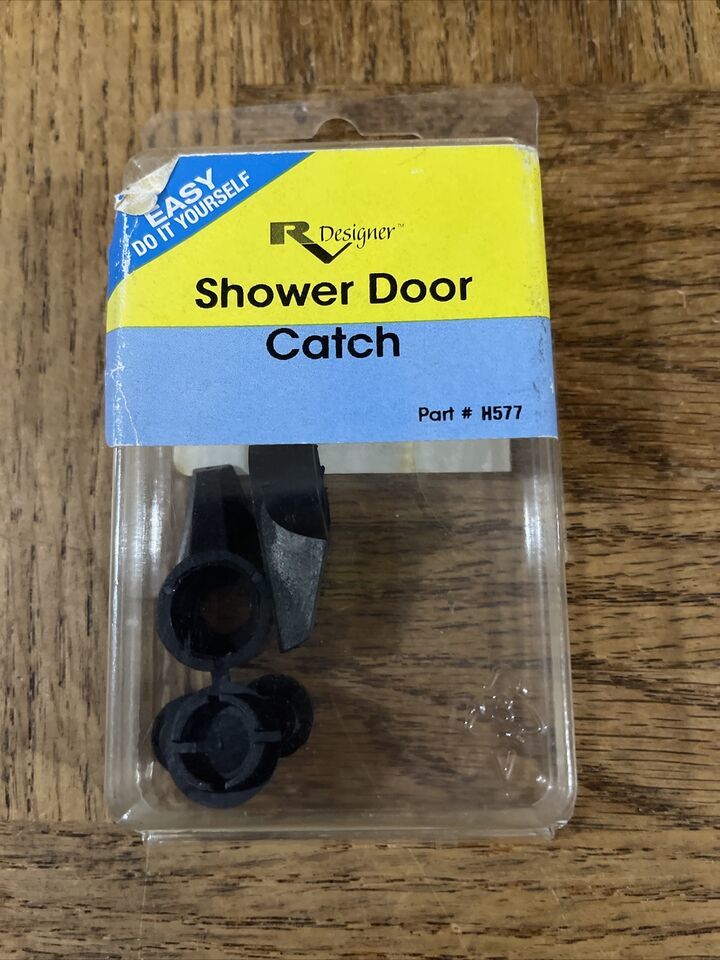 EASY
DO IT YOURSELF
RV Designer™
Shower Door
Catch
Part # H577